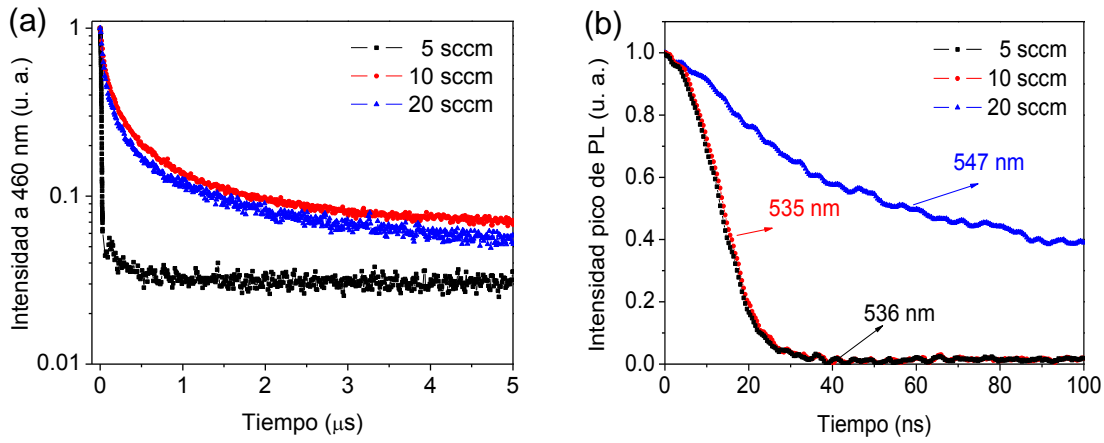 (a)
Intensidad a 460 nm (u. a.)
1
0.1
0.01
5 sccm
10 sccm
20 sccm
0 1 2 3 4 5
Tiempo (μs)
(b)
Intensidad pico de PL (u. a.)
1.0
0.8
0.6
0.4
0.2
0.0
5 sccm
10 sccm
20 sccm
547 nm
535 nm
536 nm
0 20 40 60 80 100
Tiempo (ns)